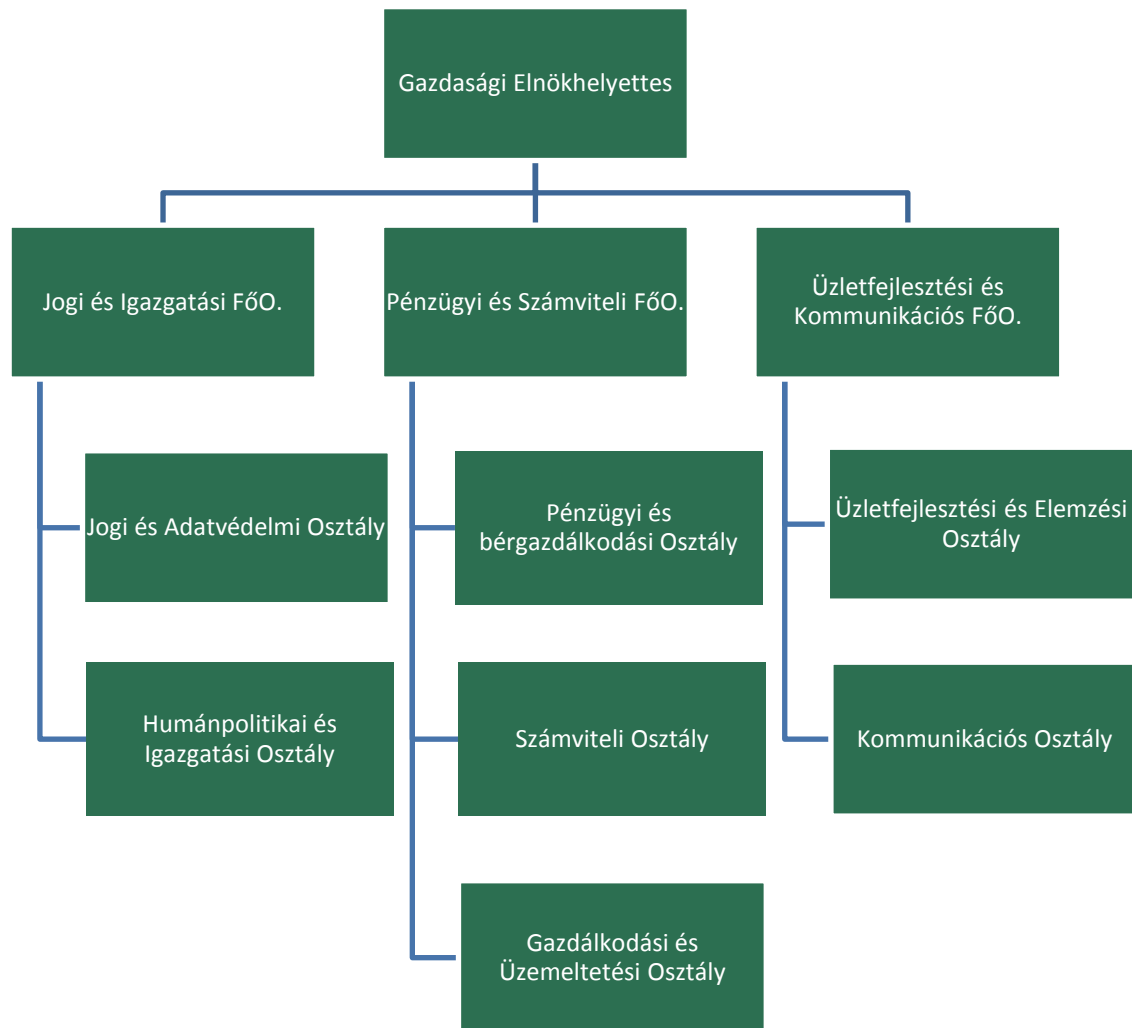 Gazdasági Elnökhelyettes
Jogi és Igazgatási FőO.
Pénzügyi és Számviteli FőO.
Üzletfejlesztési és
Kommunikációs FőO.
Jogi és Adatvédelmi Osztály
Pénzügyi és
bérgazdálkodási Osztály
Üzletfejlesztési és Elemzési
Osztály
Humánpolitikai és
Igazgatási Osztály
Számviteli Osztály
Kommunikációs Osztály
Gazdálkodási és
Üzemeltetési Osztály